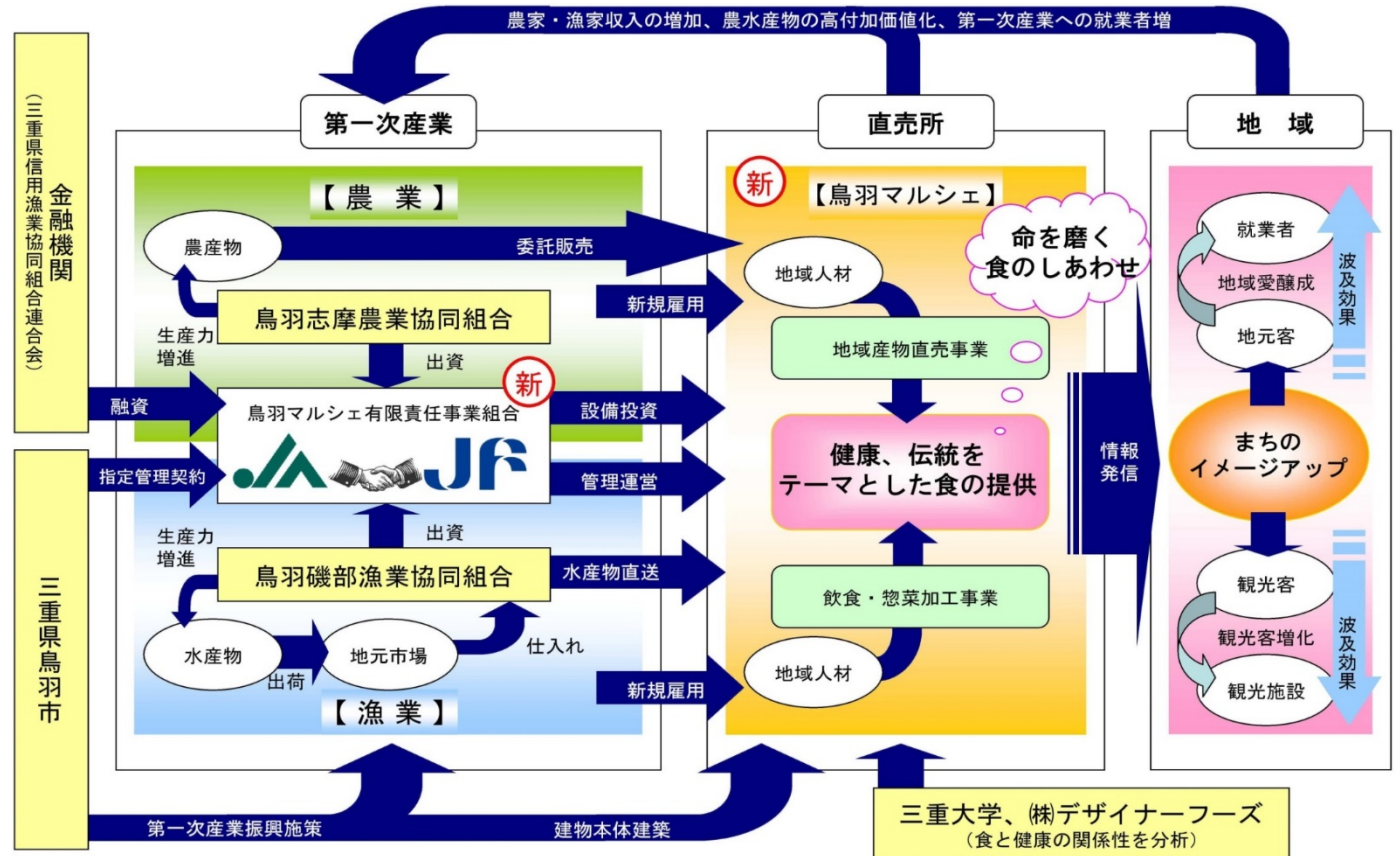 農家・漁家収入の増加、農水産物の高付加価値化、第一次産業への就業者増
金融機関
（三重県信用漁業協同組合連合会）
融資
三重県鳥羽市
指定管理契約
第一次産業振興施策
建物本体建築
第一次産業
【農業】
農産物
委託販売
鳥羽志摩農業協同組合
生産力
増進
出資
新
鳥羽マルシェ有限責任事業組合
JA
JF
生産力
増進
出資
鳥羽磯部漁業協同組合
水産物
出荷
地元市場
仕入れ
【漁業】
新規雇用
設備投資
管理運営
水産物直送
新規雇用
直売所
新
【鳥羽マルシェ】
命を磨く
食のしあわせ
地域人材
地域産物直売事業
健康、伝統を
テーマとした食の提供
飲食・惣菜加工事業
地域人材
三重大学、㈱デザイナーフーズ
（食と健康の関係性を分析）
情報
発信
地域
就業者
地域愛醸成
地元客
波及効果
まちの
イメージアップ
観光客
観光客増化
観光施設
波及効果